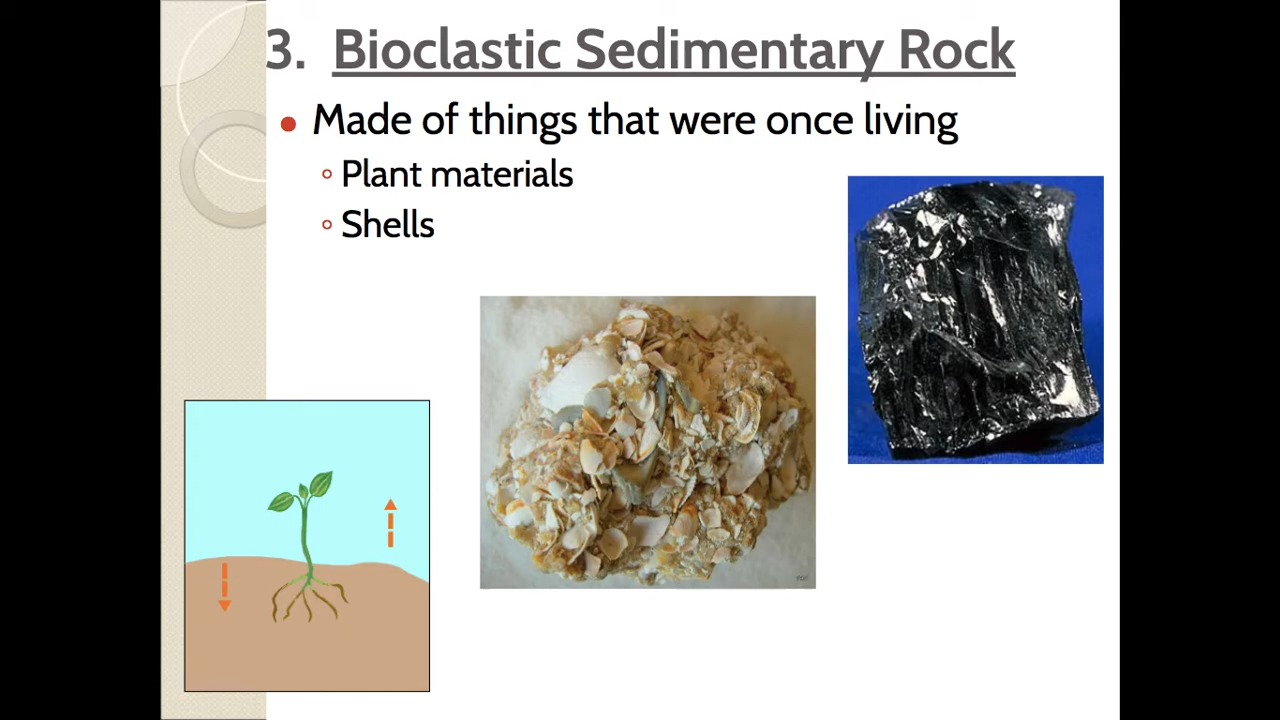 3. Bioclastic Sedimentary Rock
Made of things that were once living
Plant materials
Shells